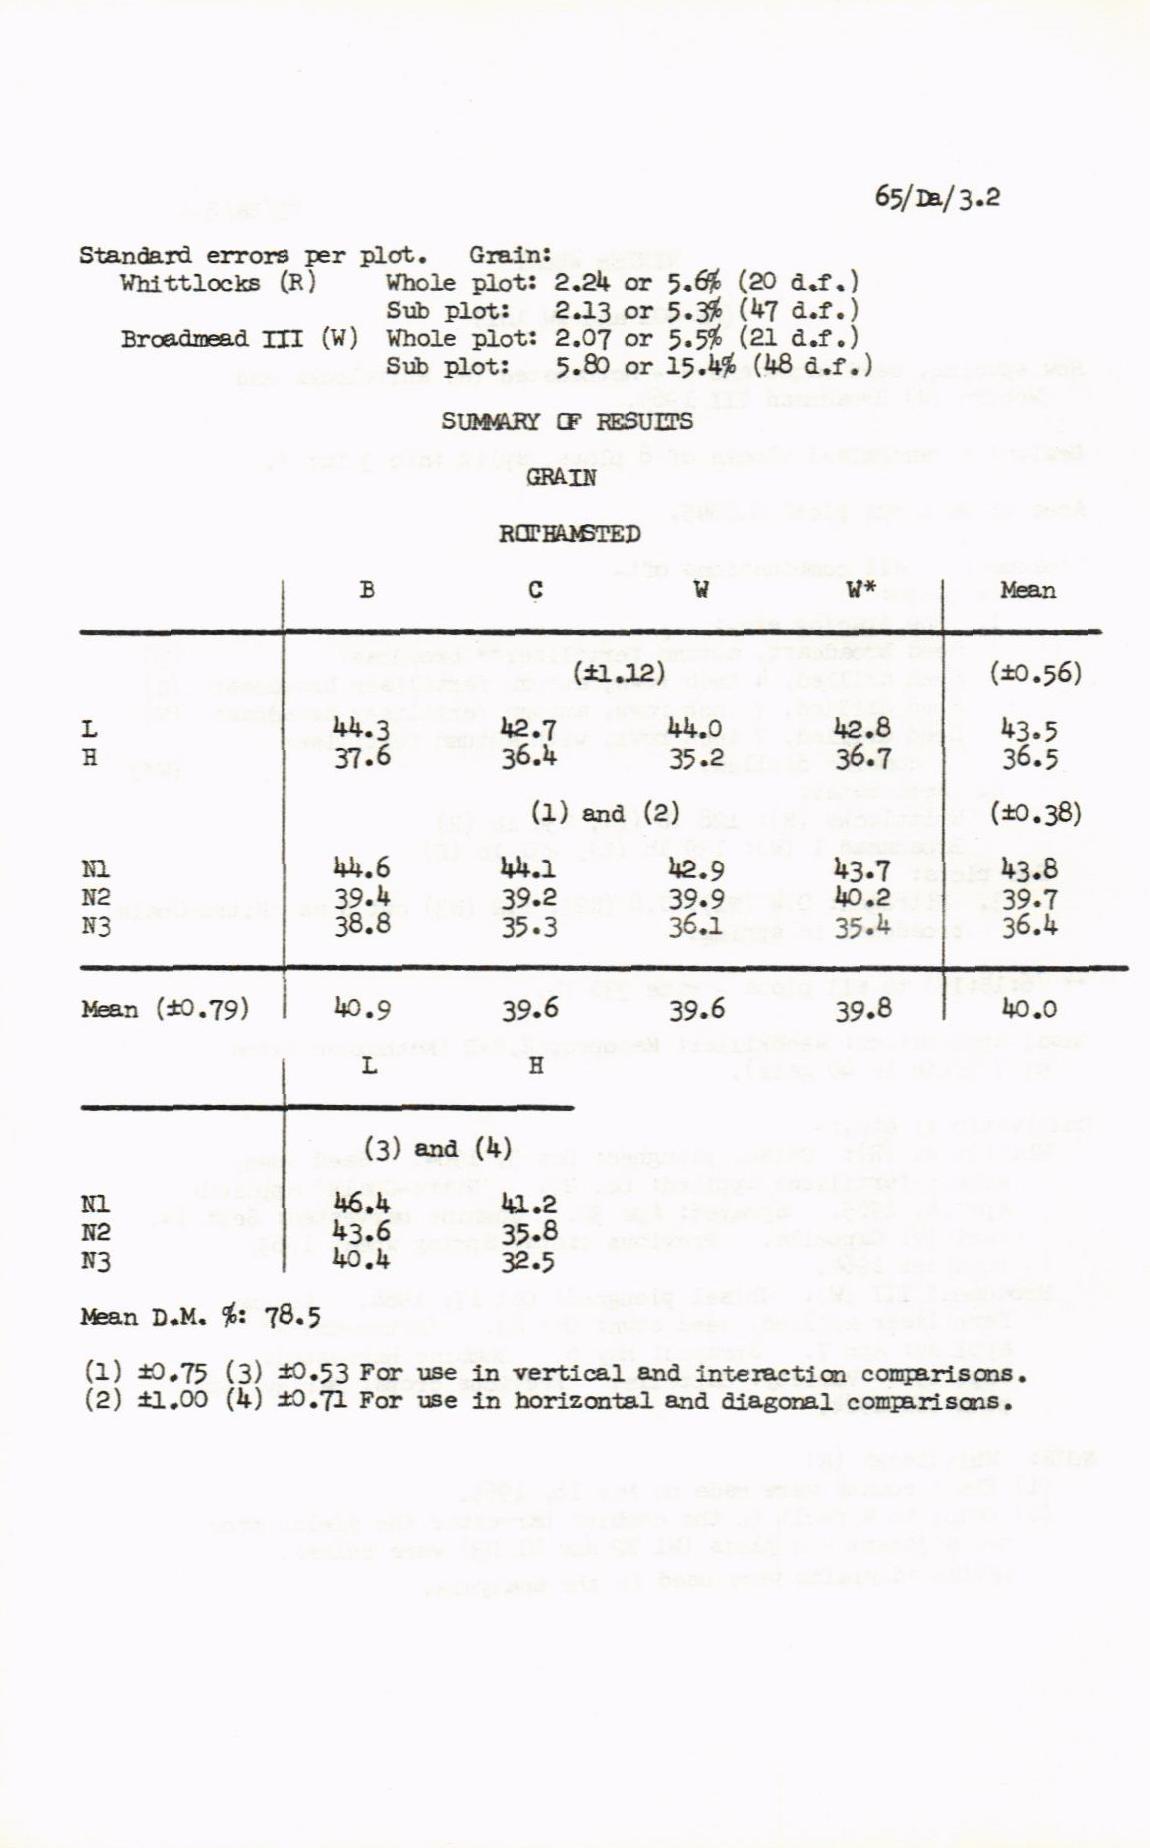 65/Da/3.2
Standard errors per plot. Grain:
Whittlocks (R) Whole plot: 2.24 or 5.6% (20 d.f.)
Sub plot: 2.13 or 5.3% (47 d.f.)
Broadmead III (W) Whole plot: 2.07 or 5.5% (21 d.f.)
Sub plot: 5.80 or 15.4% (48 d.f.)
SUMMARY OF RESULTS
GRAIN
ROTHAMSTED
B C W W* Mean
(±1.12) (±0.56)
L 44.3 42.7 44.0 42.8 43.5
H 37.6 36.4 35.2 36.7 36.5
(1) and (2) (±0.38)
N1 44.6 44.1 42.9 43.7 43.8
N2 39.4 39.2 39.9 40.2 39.7
N3 38.8 35.3 36.1 35.4 36.4
Mean (±0.79) 40.9 39.6 39.6 39.8 40.0
L H
(3) and (4)
N1 46.4 41.2
N2 43.6 35.8
N3 40.4 32.5
Mean D.M. %: 78.5
(1) ±0.75 (3) ±0.53 For use in vertical and interaction comparisons.
(2) ±1.00 (4) ±0.71 For use in horizontal and diagonal comparisons.